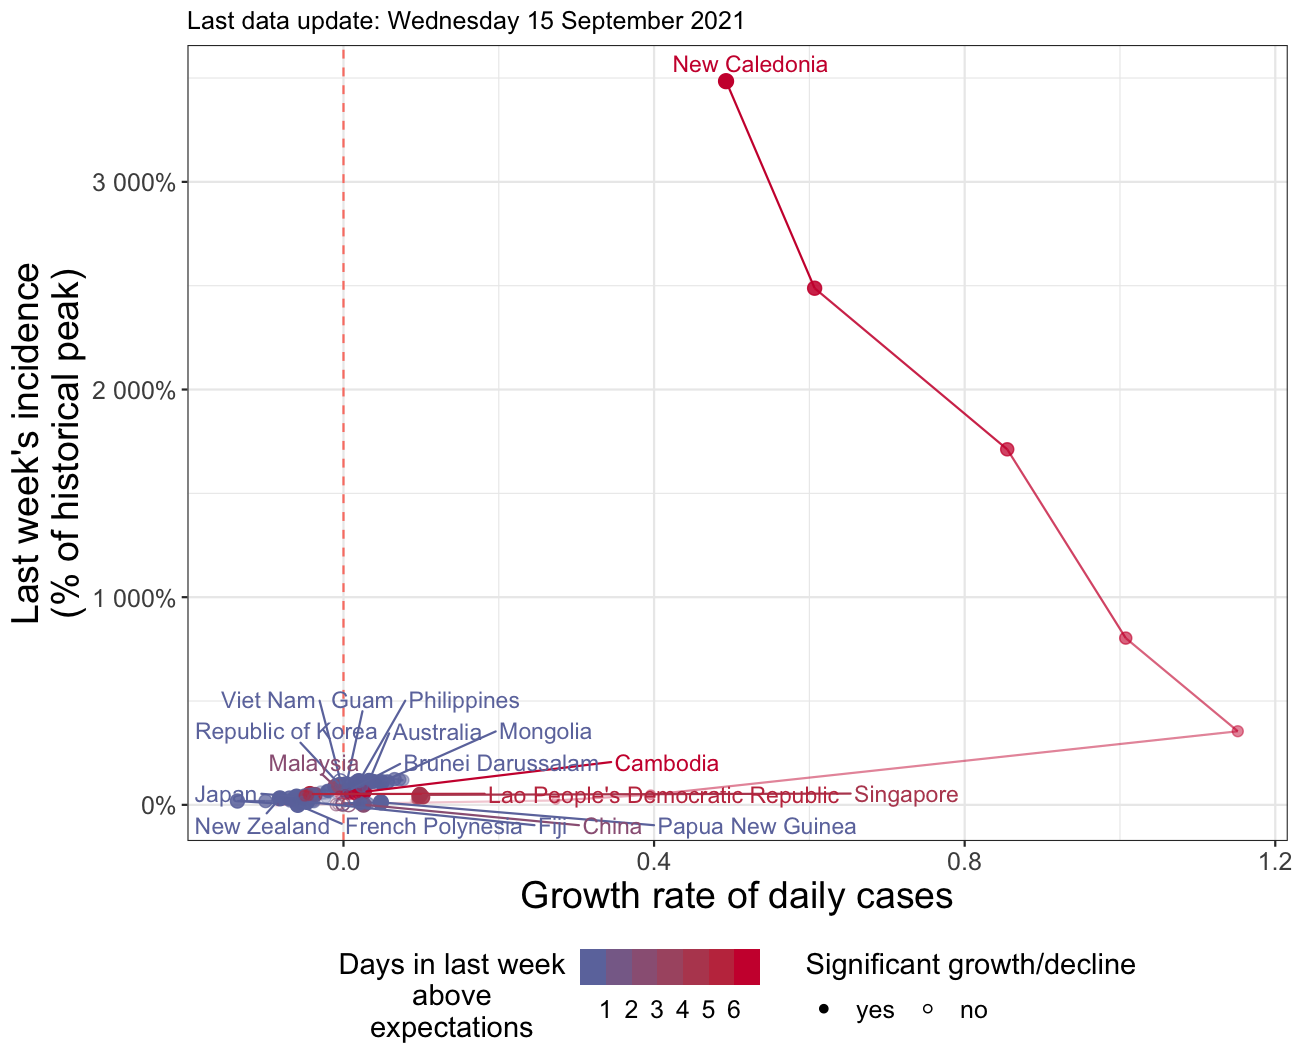 Last data update: Wednesday 15 September 2021
New Caledonia
3 000%
2 000%
1 000%
0%
Last week's incidence
(% of historical peak)
Viet Nam
Guam
Philippines
Republic of Korea
Australia
Mongolia
Malaysia
Brunei Darussalam
Cambodia
Japan
Lao People's Democratic Republic
Singapore
New Zealand
French Polynesia
Fiji
China
Papua New Guinea
0.0
0.4
0.8
1.2
Growth rate of daily cases
Days in last week
above
expectations
1 2 3 4 5 6
Significant growth/decline
yes
no